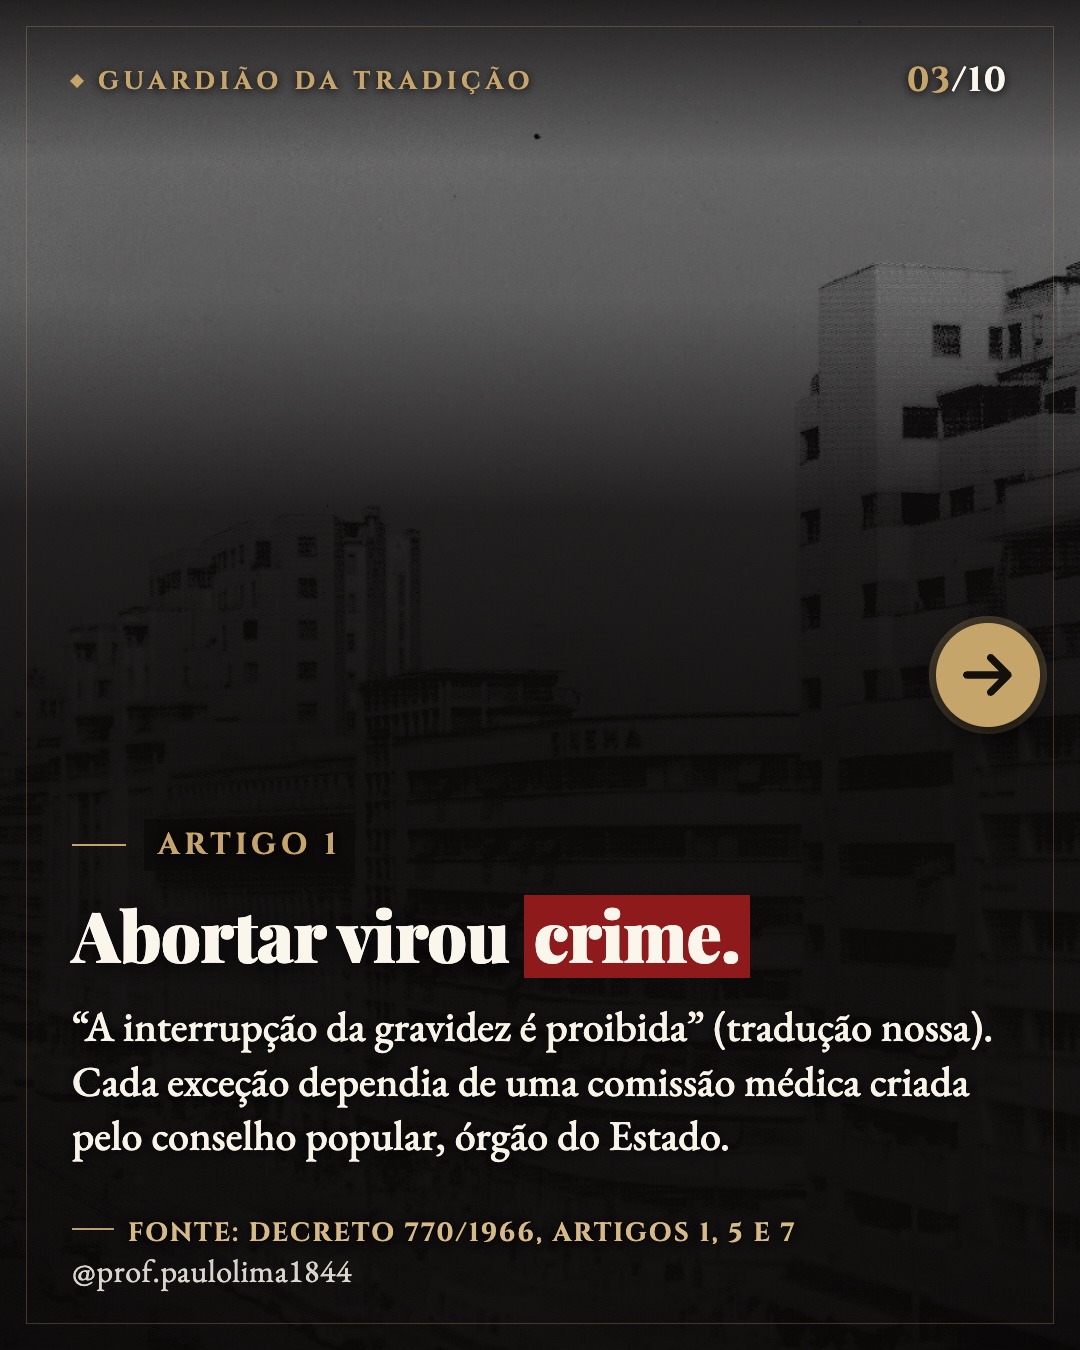 GUARDIÃO DA TRADIÇÃO
03/10
ARTIGO 1
Abortar virou crime.
“A interrupção da gravidez é proibida” (tradução nossa).
Cada exceção dependia de uma comissão médica criada
pelo conselho popular, órgão do Estado.
FONTE: DECRETO 770/1966, ARTIGOS 1, 5 E 7
@prof.paulolima1844